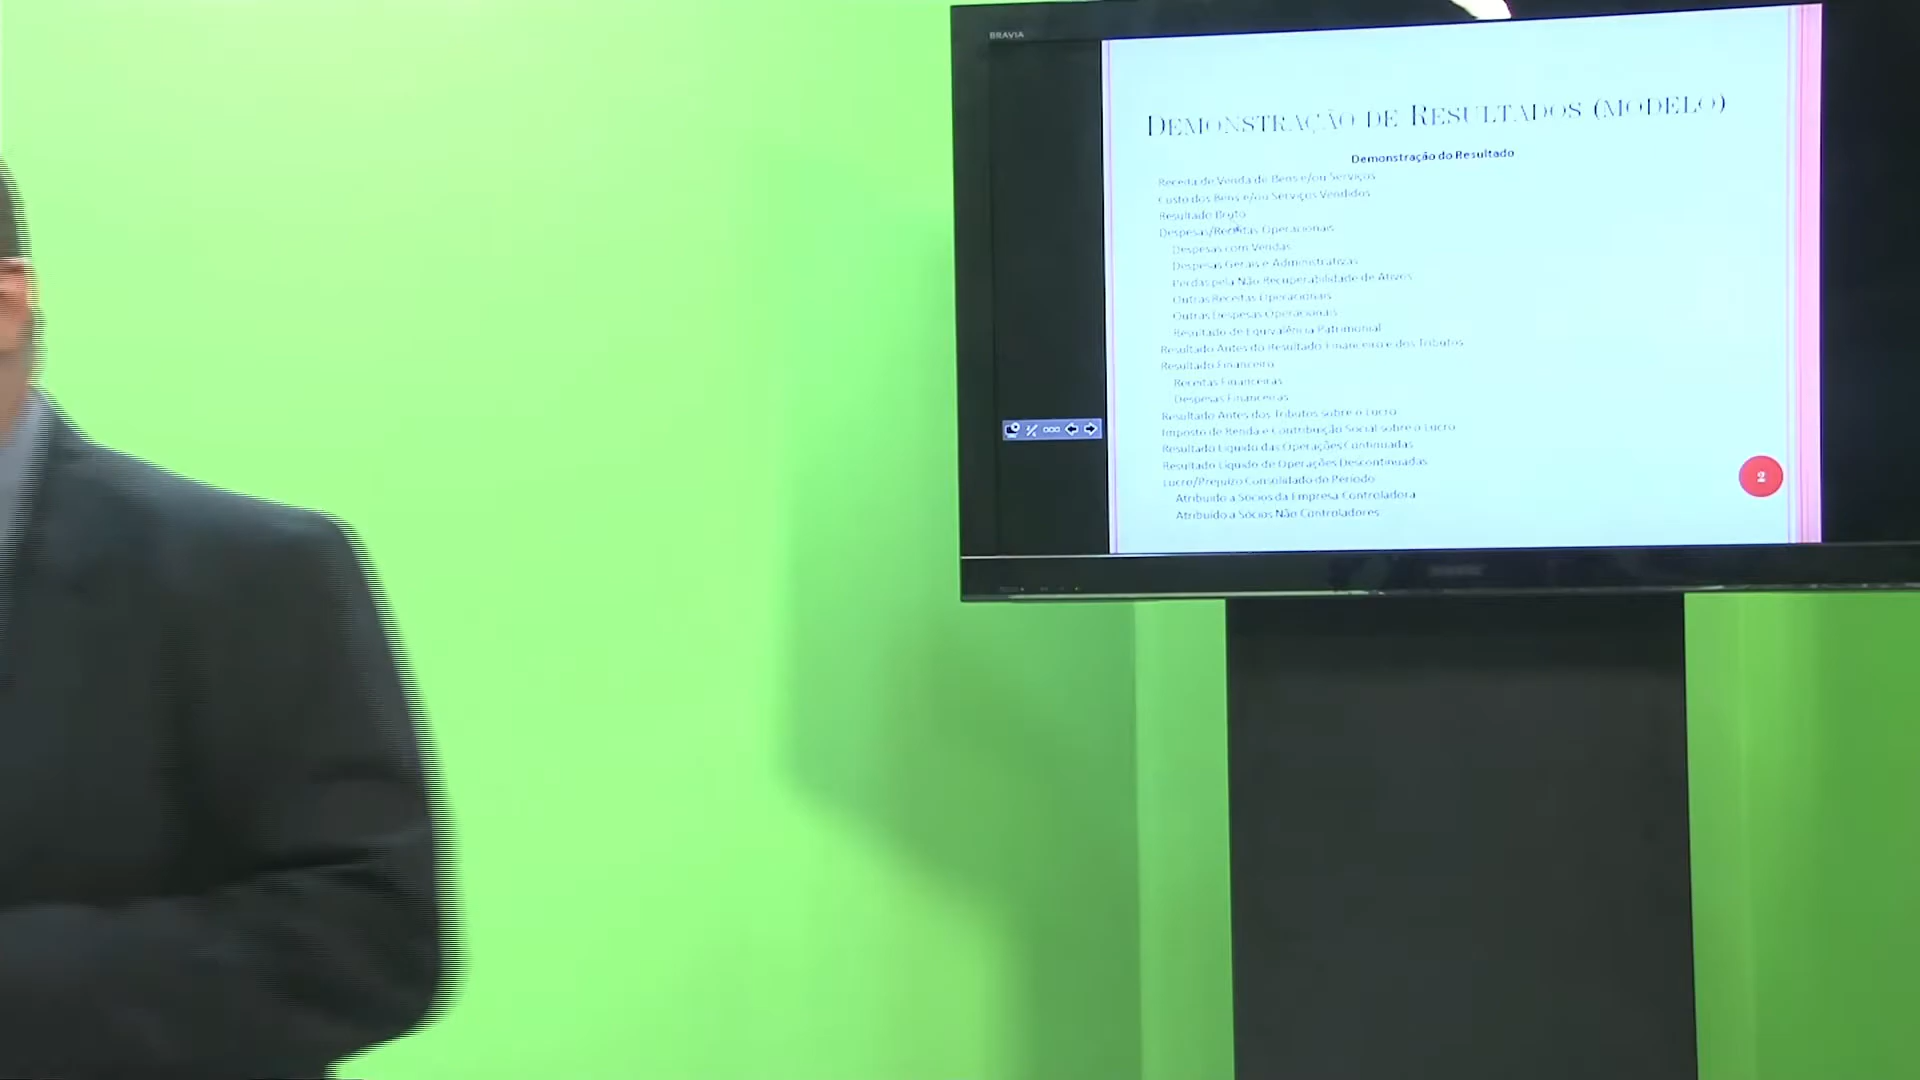 BRAVIA
Demonstração de Resultados (modelo)
Demonstração do Resultado
Receita de Venda de Bens e/ou Serviços
Custo dos Bens e/ou Serviços Vendidos
Resultado Bruto
Despesas/Receitas Operacionais
Despesas com Vendas
Despesas Gerais e Administrativas
Perdas pela Não Recuperabilidade de Ativos
Outras Receitas Operacionais
Outras Despesas Operacionais
Resultado de Equivalência Patrimonial
Resultado Antes do Resultado Financeiro e dos Tributos
Resultado Financeiro
Receitas Financeiras
Despesas Financeiras
Resultado Antes dos Tributos sobre o Lucro
Imposto de Renda e Contribuição Social sobre o Lucro
Resultado Líquido das Operações Continuadas
Resultado Líquido de Operações Descontinuadas
Lucro/Prejuízo Consolidado do Período
Atribuído a Sócios da Empresa Controladora
Atribuído a Sócios Não Controladores
2